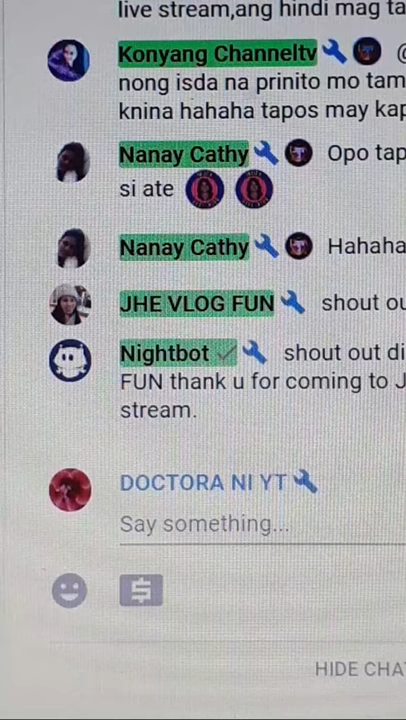 live stream,ang hindi mag ta
Konyang Channeltv @
nong isda na prinito mo tam
knina hahaha tapos may kap
Nanay Cathy Opo tap
si ate
Nanay Cathy Hahaha
JHE VLOG FUN shout ou
Nightbot shout out di
FUN thank u for coming to J
stream.
DOCTORA NI YT
Say something...
HIDE CHA